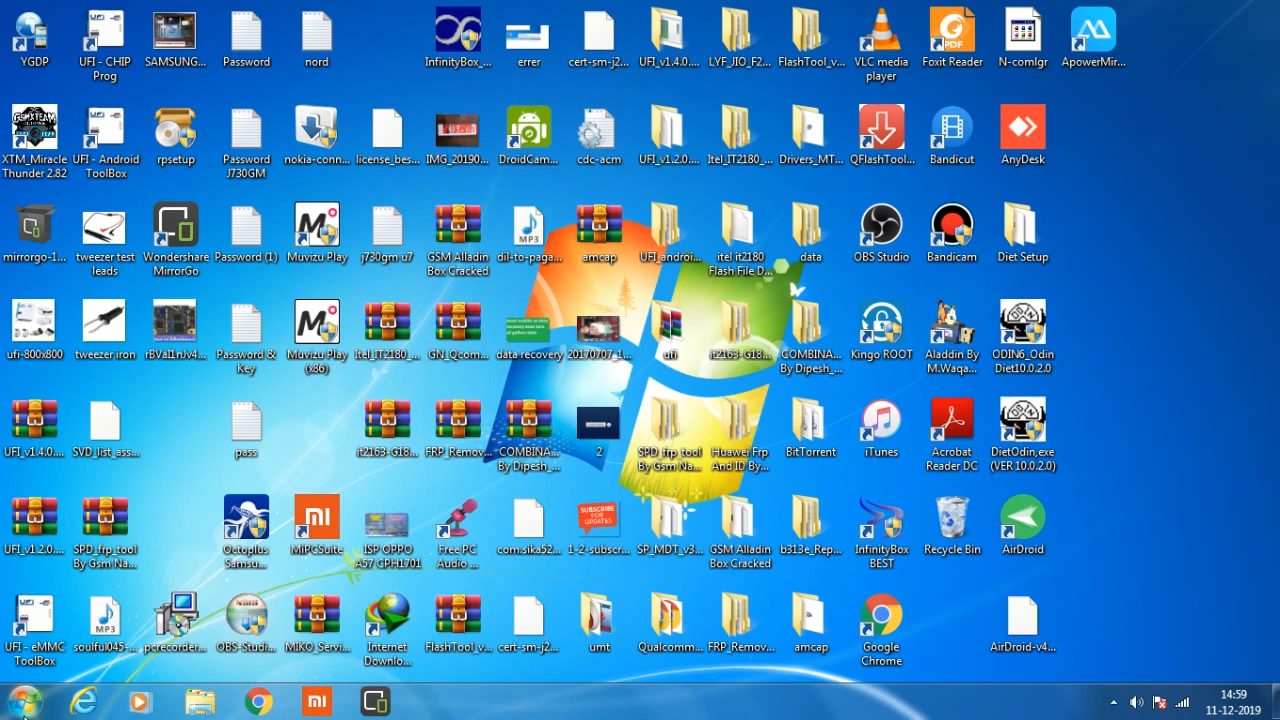 YGDP
UFI - CHIP
Prog
SAMSUNG...
Password
nord
InfinityBox_...
errer
cert-sm-j2...
UFI_v1.4.0....
LYF_JIO_F2...
FlashTool_v...
VLC media
player
PDF
Foxit Reader
N-comlgr
ApowerMir...
XTM_Miracle
Thunder 2.82
UFI - Android
ToolBox
rpsetup
Password
J730GM
nokia-conn...
license_bes...
IMG_20190...
DroidCam...
cdc-acm
UFI_v1.2.0....
Itel_IT2180_...
Drivers_MT...
QFlashTool...
Bandicut
AnyDesk
mirrorgo-1...
tweezer test
leads
Wondershare
MirrorGo
Password (1)
Muvizu Play
j730gm u7
GSM Alladin
Box Cracked
MP3
dil-to-paga...
amcap
UFI_androi...
itel it2180
Flash File D...
data
OBS Studio
Bandicam
Diet Setup
ufi-800x800
tweezer iron
rBVaI1nJv4...
Password &
Key
Muvizu Play
(x86)
Itel_IT2180_...
GN_Qcom...
data recovery
20170707_1...
ufi
it2163-G18...
COMBINA...
By Dipesh_...
Kingo ROOT
Aladdin By
M.Waqa...
ODIN6_Odin
Diet10.0.2.0
UFI_v1.4.0....
SVD_list_ass...
pass
it2163-G18...
FRP_Remov...
COMBINA...
By Dipesh_...
2
SPD_frp_tool
By Gsm Na...
Huawei Frp
And ID By...
BitTorrent
iTunes
Acrobat
Reader DC
DietOdin,exe
(VER 10.0.2.0)
UFI_v1.2.0....
SPD_frp_tool
By Gsm Na...
Octoplus
Samsu...
MiPCSuite
ISP OPPO
A57 CPH1701
Free PC
Audio ...
com.sika52...
SUBSCRIBE
FOR
UPDATES
1-2-subscr...
SP_MDT_v3...
GSM Alladin
Box Cracked
b313e_Rep...
InfinityBox
BEST
Recycle Bin
AirDroid
UFI - eMMC
ToolBox
MP3
soulful045-...
pcrecorder...
NSIS
OBS-Studi...
MIKO_Servi...
Internet
Downlo...
FlashTool_v...
cert-sm-j2...
umt
Qualcomm...
FRP_Remov...
amcap
Google
Chrome
AirDroid-v4...
14:59
11-12-2019